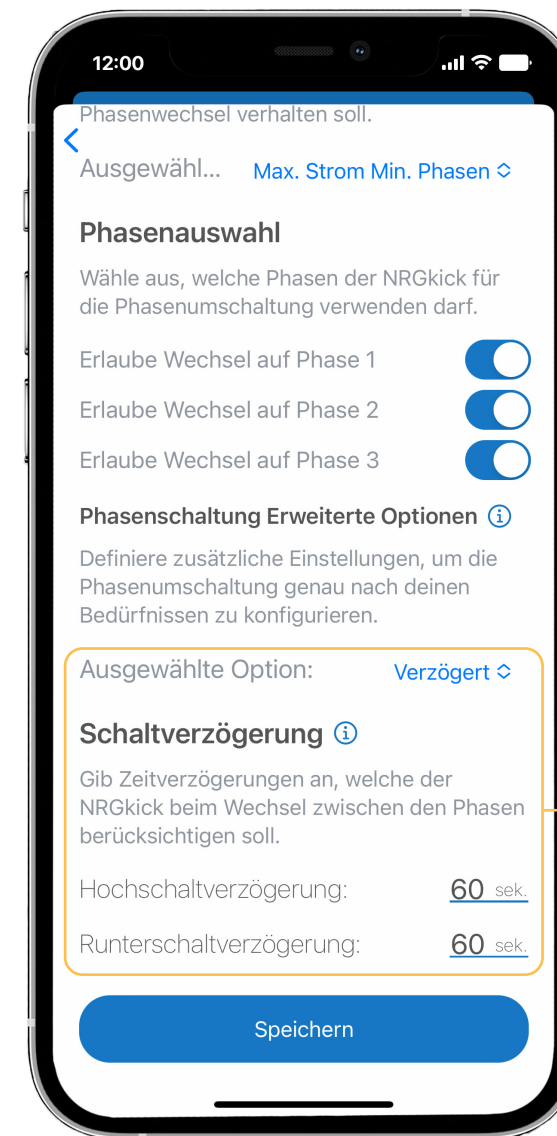 12:00
Phasenwechsel verhalten soll.
Ausgewähl... Max. Strom Min. Phasen
Phasenauswahl
Wähle aus, welche Phasen der NRGkick für
die Phasenumschaltung verwenden darf.
Erlaube Wechsel auf Phase 1
Erlaube Wechsel auf Phase 2
Erlaube Wechsel auf Phase 3
Phasenschaltung Erweiterte Optionen
Definiere zusätzliche Einstellungen, um die
Phasenumschaltung genau nach deinen
Bedürfnissen zu konfigurieren.
Ausgewählte Option: Verzögert
Schaltverzögerung
Gib Zeitverzögerungen an, welche der
NRGkick beim Wechsel zwischen den Phasen
berücksichtigen soll.
Hochschaltverzögerung: 60 sek.
Runterschaltverzögerung: 60 sek.
Speichern